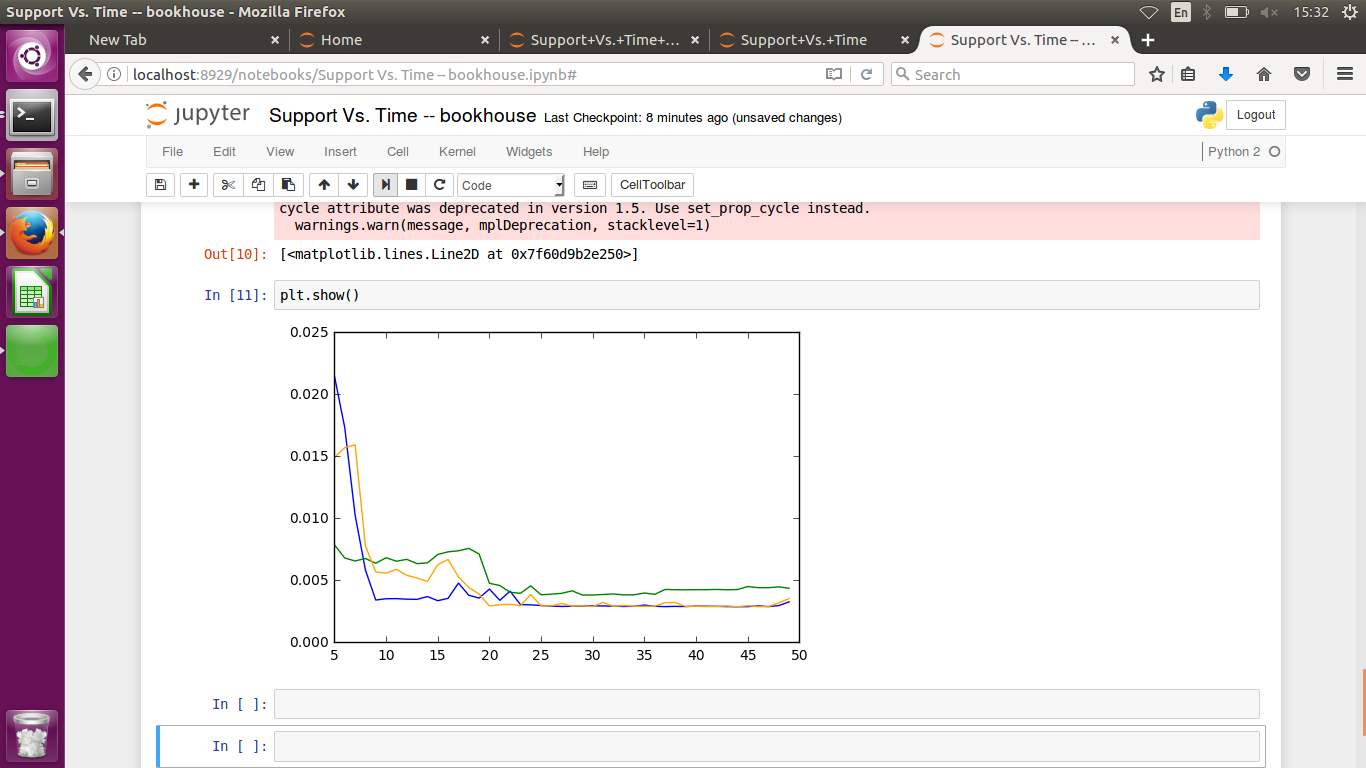 Support Vs. Time -- bookhouse - Mozilla Firefox
En
15:32
New Tab
Home
Support+Vs.+Time+...
Support+Vs.+Time
Support Vs. Time -- ...
localhost:8929/notebooks/Support Vs. Time -- bookhouse.ipynb#
Search
jupyter
Support Vs. Time -- bookhouse Last Checkpoint: 8 minutes ago (unsaved changes)
Logout
File Edit View Insert Cell Kernel Widgets Help
Python 2
Code
CellToolbar
cycle attribute was deprecated in version 1.5. Use set_prop_cycle instead.
warnings.warn(message, mplDeprecation, stacklevel=1)
Out[10]: [<matplotlib.lines.Line2D at 0x7f60d9b2e250>]
In [11]: plt.show()
0.025
0.020
0.015
0.010
0.005
0.000
5 10 15 20 25 30 35 40 45 50
In [ ]:
In [ ]: